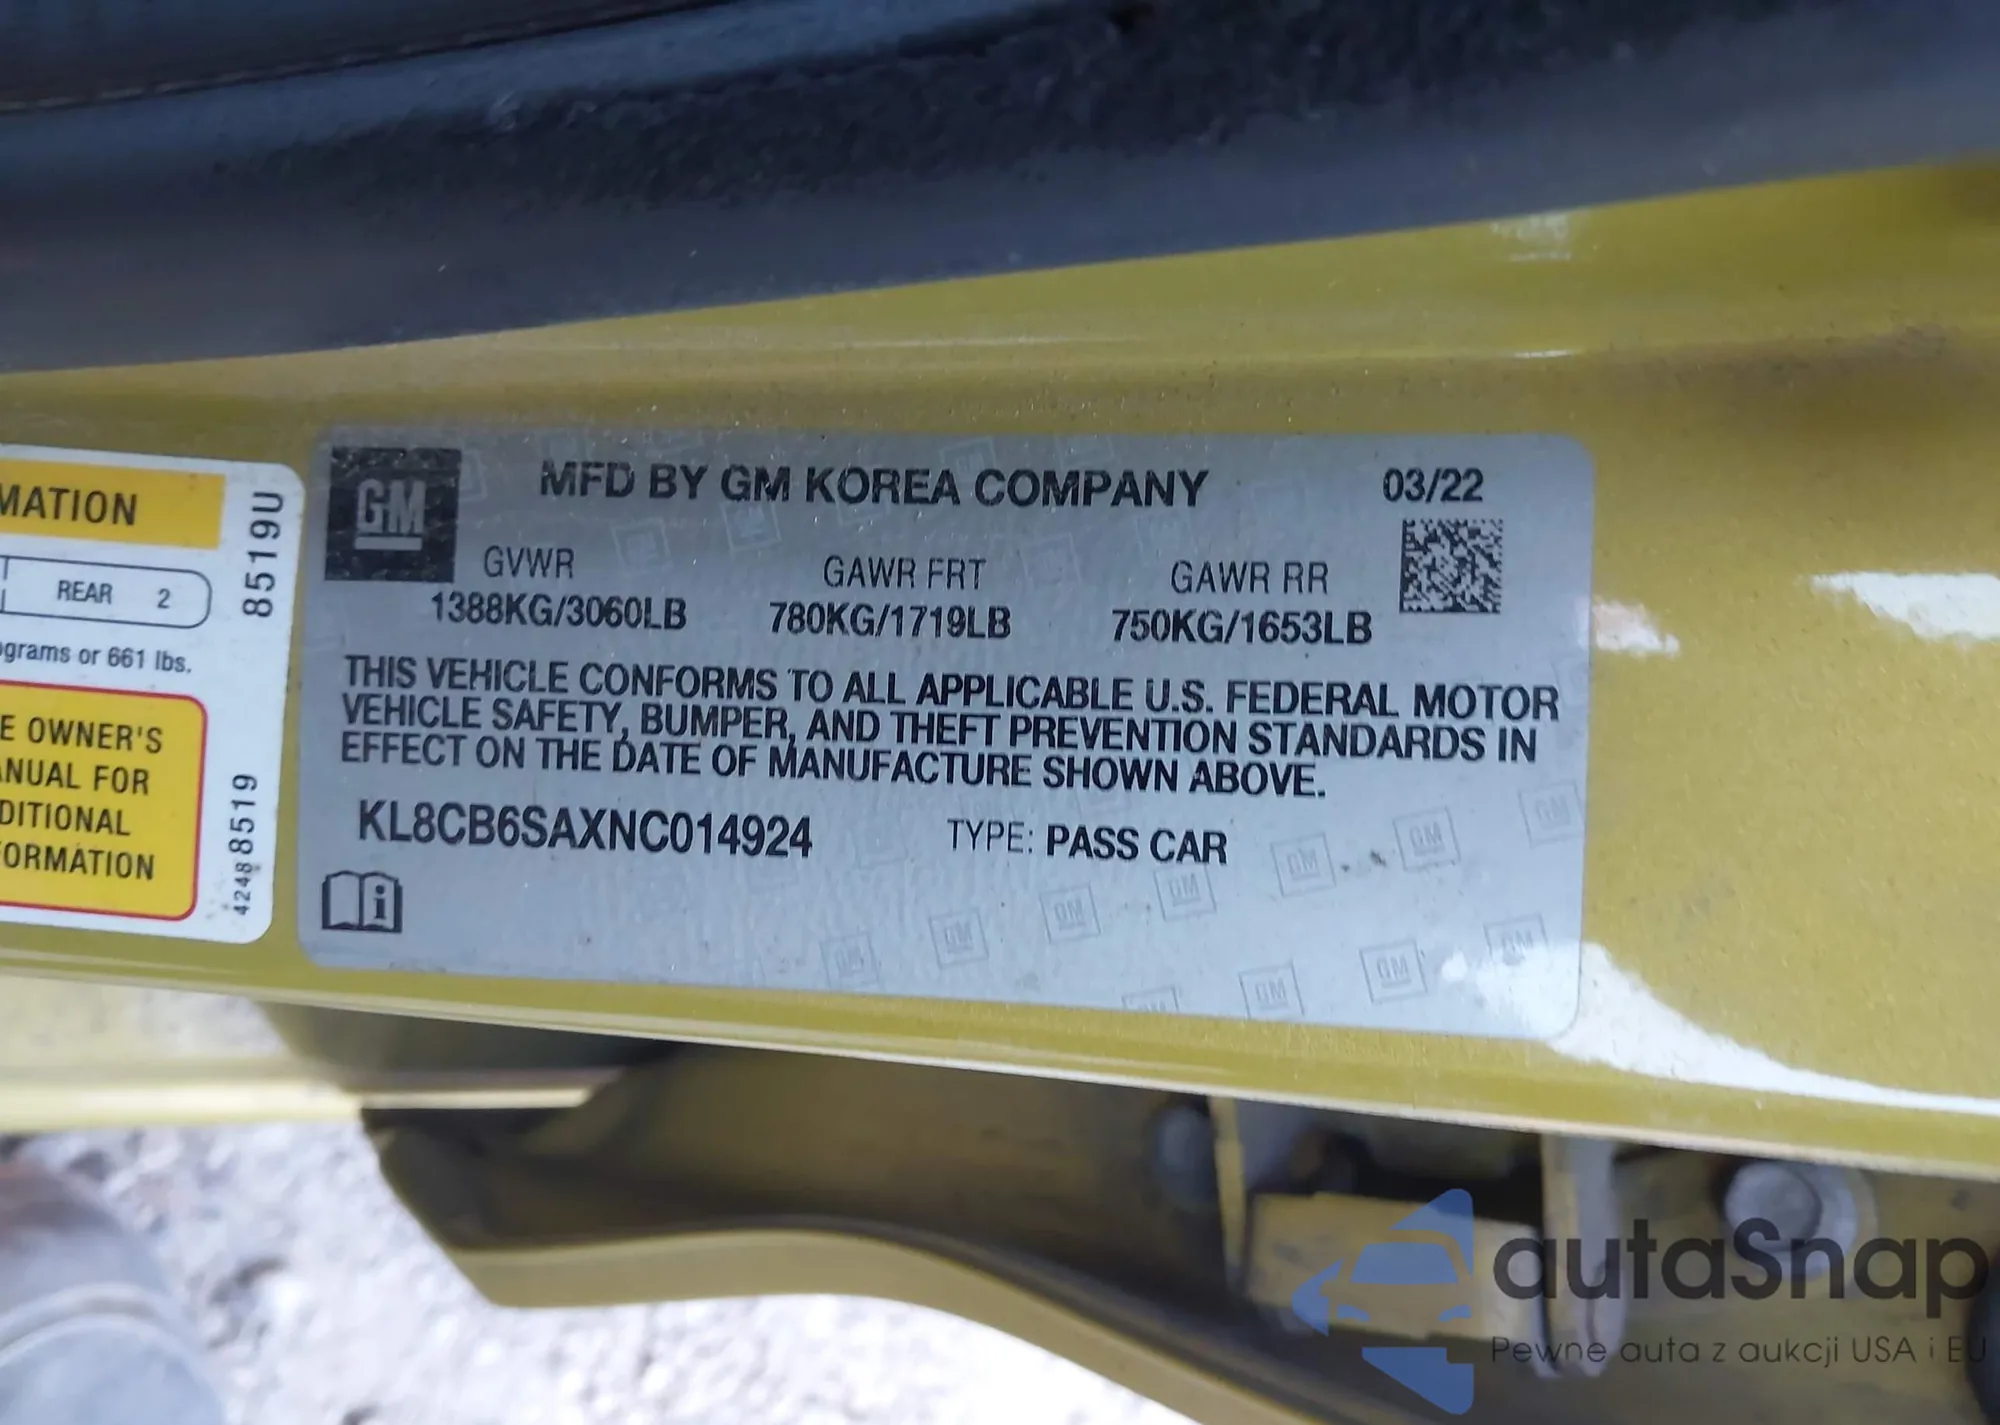 MATION
REAR 2
grams or 661 lbs.
E OWNER'S
ANUAL FOR
DITIONAL
ORMATION
8519U
42488519
GM
MFD BY GM KOREA COMPANY 03/22
GVWR GAWR FRT GAWR RR
1388KG/3060LB 780KG/1719LB 750KG/1653LB
THIS VEHICLE CONFORMS TO ALL APPLICABLE U.S. FEDERAL MOTOR
VEHICLE SAFETY, BUMPER, AND THEFT PREVENTION STANDARDS IN
EFFECT ON THE DATE OF MANUFACTURE SHOWN ABOVE.
KL8CB6SAXNC014924 TYPE: PASS CAR
autaSnap
Pewne auta z aukcji USA i EU